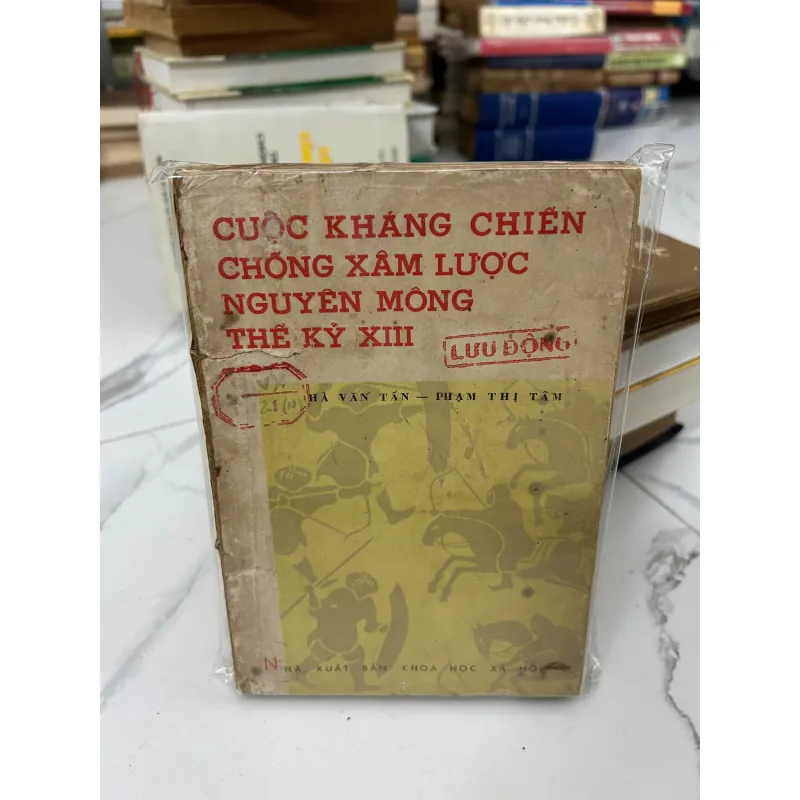 CUỘC KHÁNG CHIẾN
CHỐNG XÂM LƯỢC
NGUYÊN MÔNG
THẾ KỶ XIII
LƯU ĐỘNG
HÀ VĂN TẤN — PHẠM THỊ TÂM
NHÀ XUẤT BẢN KHOA HỌC XÃ HỘI